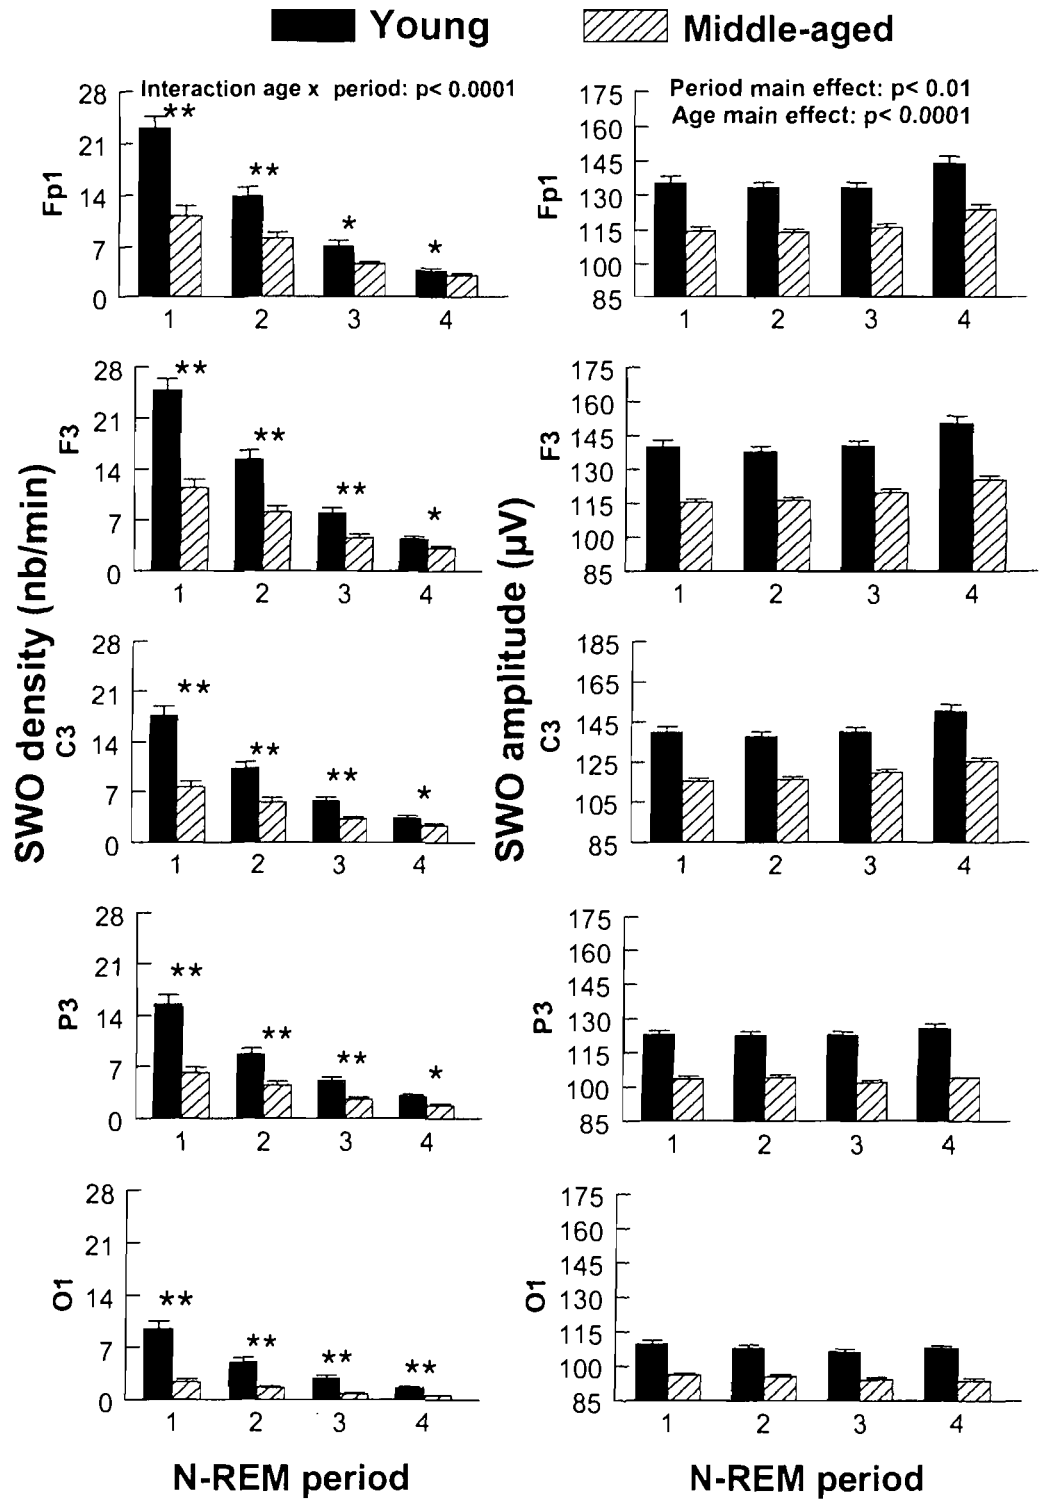 Young Middle-aged
Interaction age x period: p< 0.0001
Period main effect: p< 0.01
Age main effect: p< 0.0001
SWO density (nb/min)
SWO amplitude (µV)
Fp1
28
21
14
7
0
1 2 3 4
** ** * *
Fp1
175
160
145
130
115
100
85
1 2 3 4
F3
28
21
14
7
0
1 2 3 4
** ** ** *
F3
175
160
145
130
115
100
85
1 2 3 4
C3
28
21
14
7
0
1 2 3 4
** ** ** *
C3
185
165
145
125
105
85
1 2 3 4
P3
28
21
14
7
0
1 2 3 4
** ** ** *
P3
175
160
145
130
115
100
85
1 2 3 4
O1
28
21
14
7
0
1 2 3 4
** ** ** **
O1
175
160
145
130
115
100
85
1 2 3 4
N-REM period
N-REM period